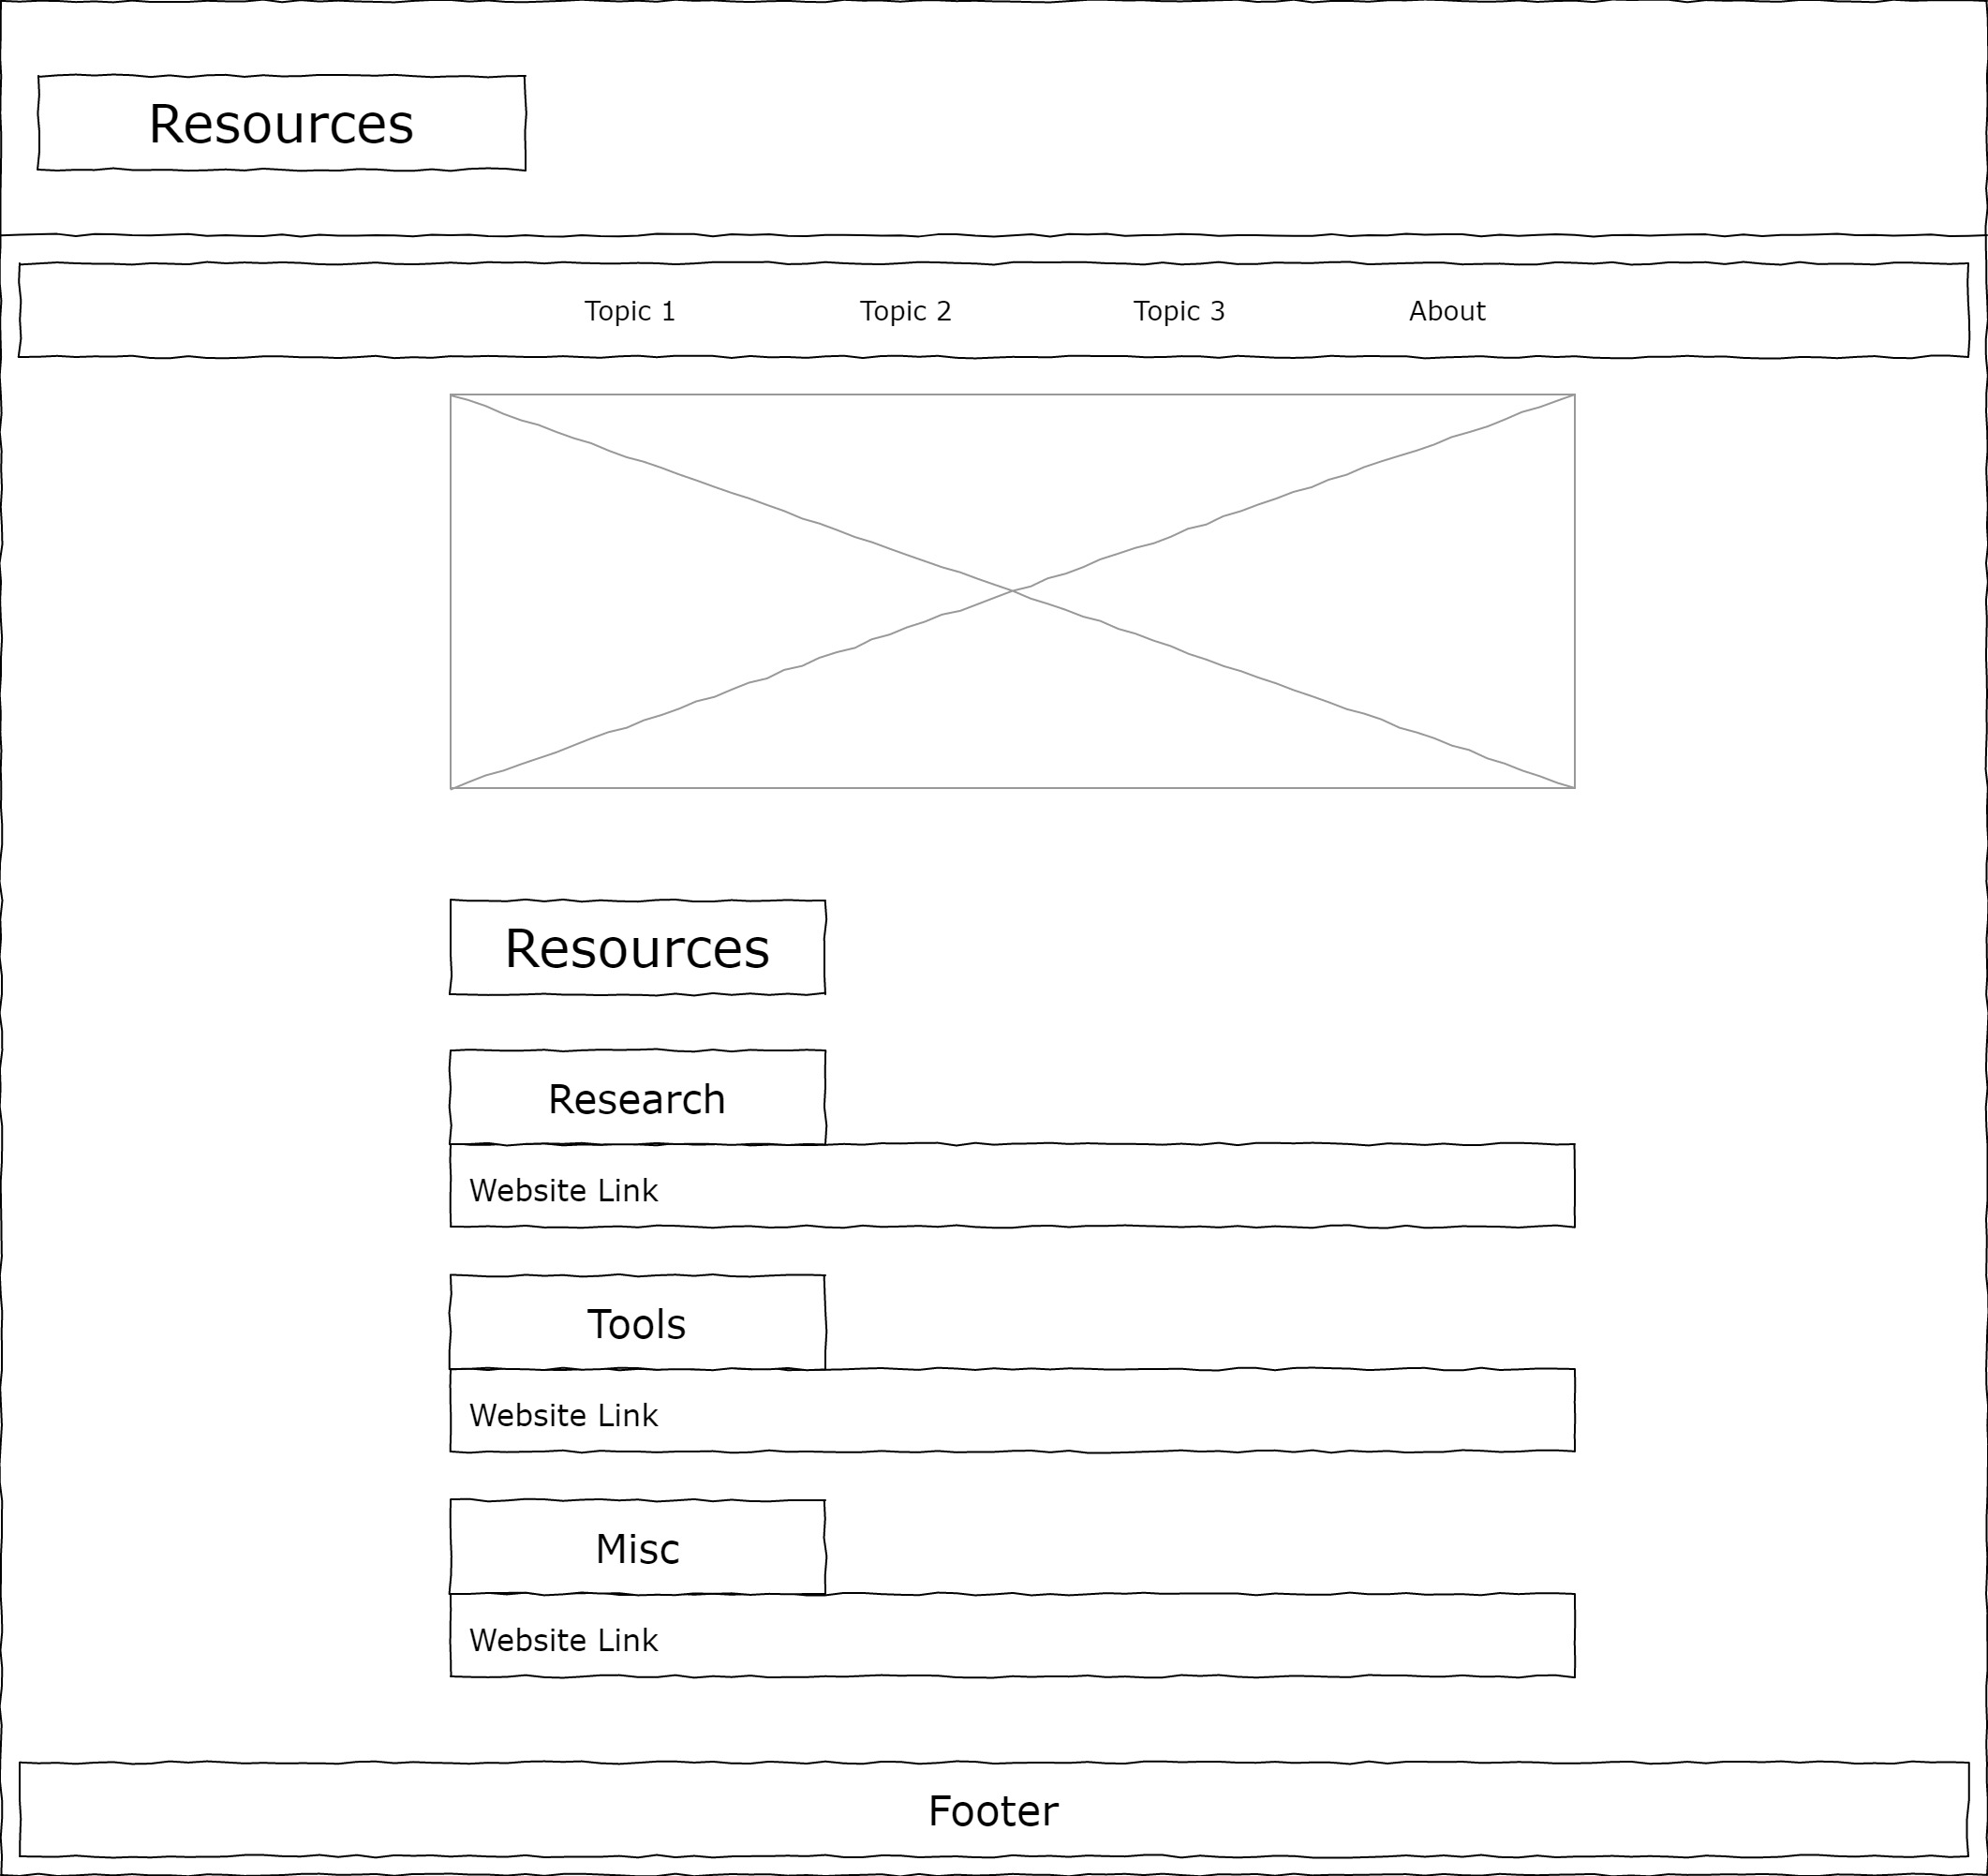 Resources
Topic 1 Topic 2 Topic 3 About
Resources
Research
Website Link
Tools
Website Link
Misc
Website Link
Footer